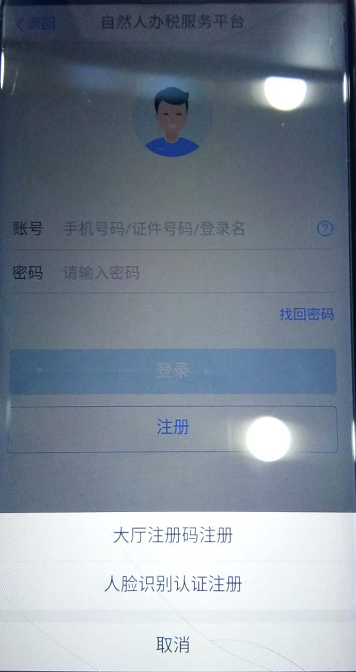 返回 自然人办税服务平台
账号 手机号码/证件号码/登录名 ?
密码 请输入密码
找回密码
登录
注册
大厅注册码注册
人脸识别认证注册
取消